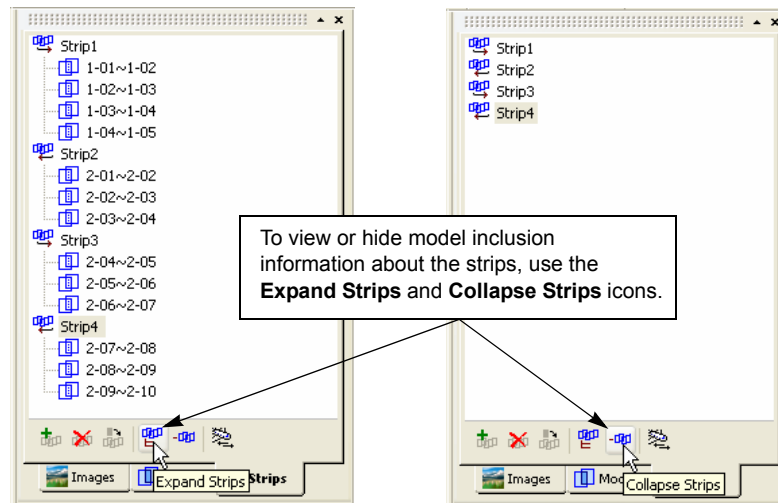 Strip1
1-01~1-02
1-02~1-03
1-03~1-04
1-04~1-05
Strip2
2-01~2-02
2-02~2-03
2-03~2-04
Strip3
2-04~2-05
2-05~2-06
2-06~2-07
Strip4
2-07~2-08
2-08~2-09
2-09~2-10
Images
Strips
Expand Strips
Strip1
Strip2
Strip3
Strip4
Images
Mod
Collapse Strips
To view or hide model inclusion
information about the strips, use the
Expand Strips and Collapse Strips icons.